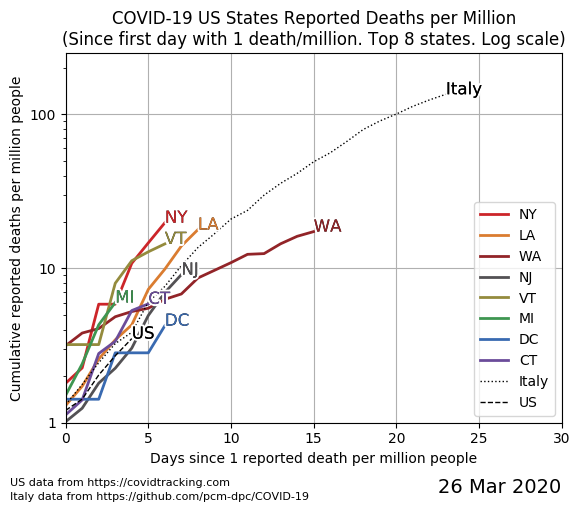 COVID-19 US States Reported Deaths per Million
(Since first day with 1 death/million. Top 8 states. Log scale)
Cumulative reported deaths per million people
100
10
1
Italy
NY
LA
WA
VT
NJ
MI
CT
DC
US
NY
LA
WA
NJ
VT
MI
DC
CT
Italy
US
0 5 10 15 20 25 30
Days since 1 reported death per million people
US data from https://covidtracking.com
Italy data from https://github.com/pcm-dpc/COVID-19
26 Mar 2020